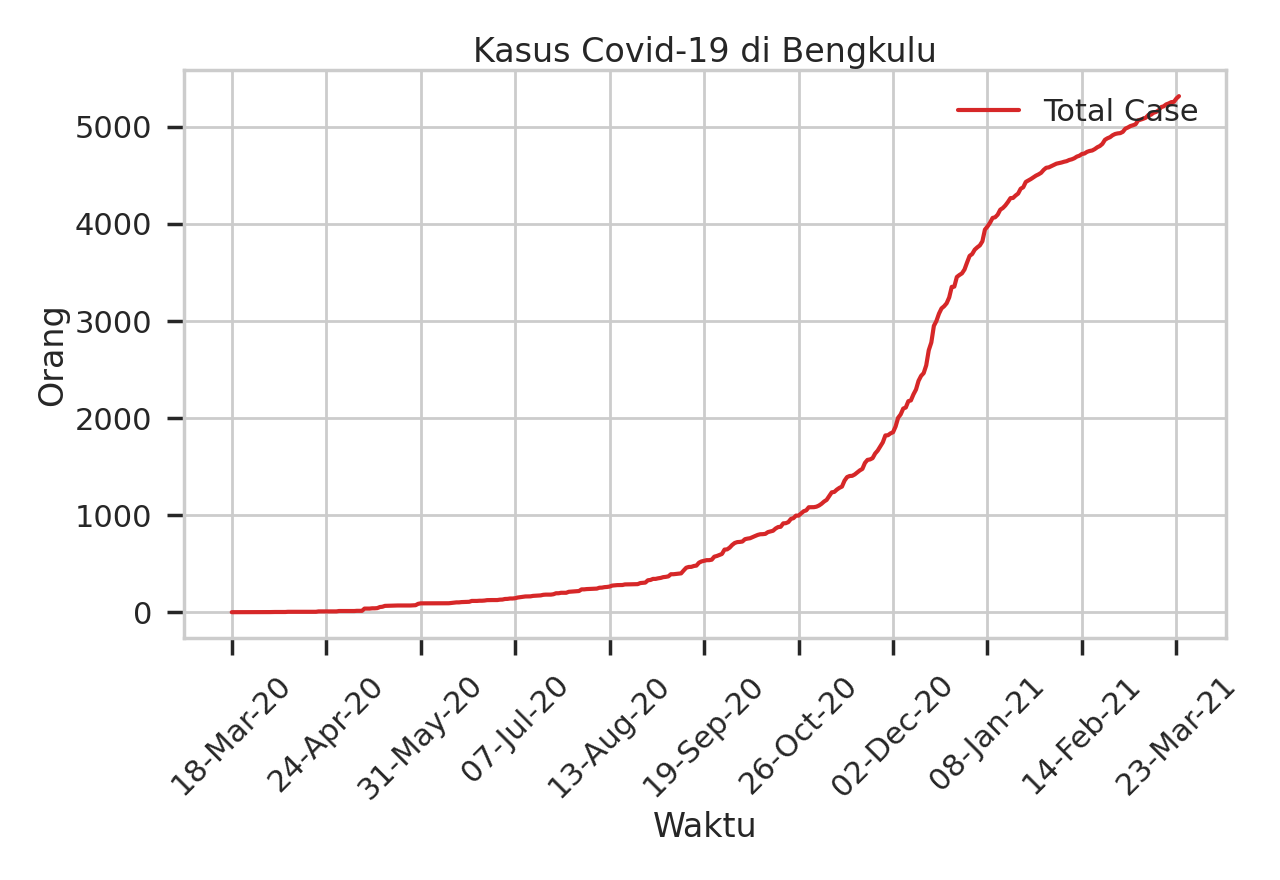 Kasus Covid-19 di Bengkulu
Total Case
5000
4000
3000
2000
1000
0
Orang
18-Mar-20
24-Apr-20
31-May-20
07-Jul-20
13-Aug-20
19-Sep-20
26-Oct-20
02-Dec-20
08-Jan-21
14-Feb-21
23-Mar-21
Waktu